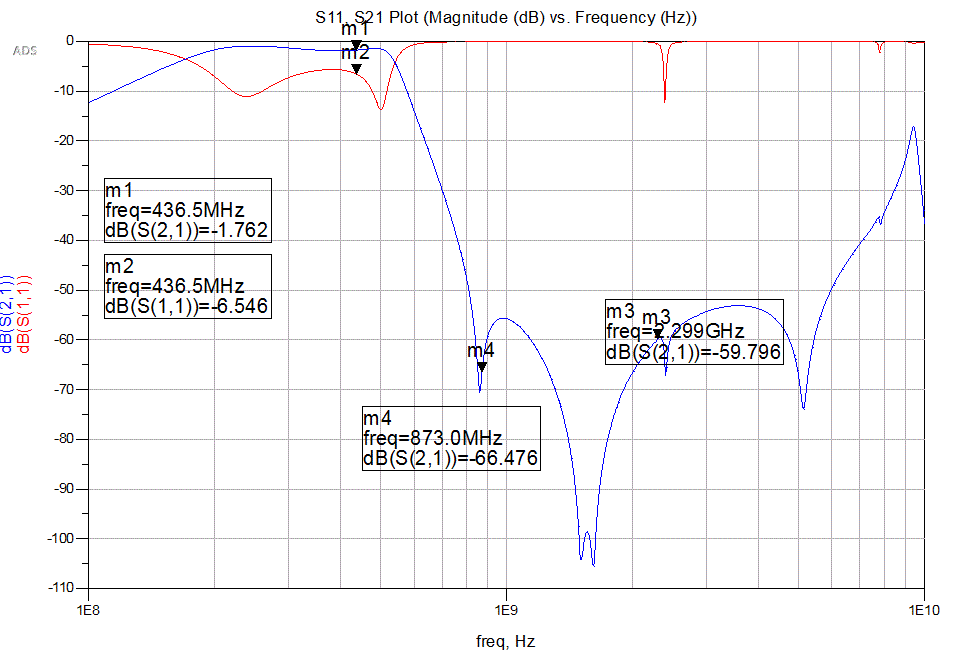 S11, S21 Plot (Magnitude (dB) vs. Frequency (Hz))
ADS
m1
m2
0
-10
-20
-30
-40
-50
-60
-70
-80
-90
-100
-110
m1
freq=436.5MHz
dB(S(2,1))=-1.762
m2
freq=436.5MHz
dB(S(1,1))=-6.546
m3
m3
freq=2.299GHz
dB(S(2,1))=-59.796
m4
m4
freq=873.0MHz
dB(S(2,1))=-66.476
dB(S(2,1))
dB(S(1,1))
1E8
1E9
1E10
freq, Hz